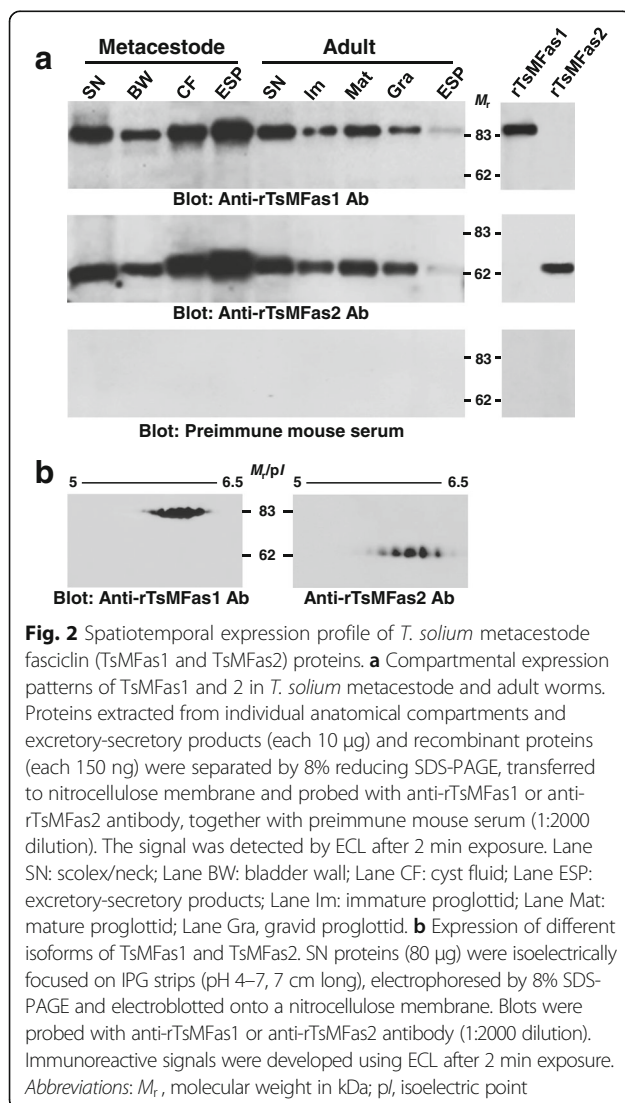 a
Metacestode Adult
SN BW CF ESP SN Im Mat Gra ESP Mr rTsMFas1 rTsMFas2
83
62
Blot: Anti-rTsMFas1 Ab
83
62
Blot: Anti-rTsMFas2 Ab
83
62
Blot: Preimmune mouse serum
b
5 6.5 Mr/pI 5 6.5
83
62
Blot: Anti-rTsMFas1 Ab Anti-rTsMFas2 Ab
Fig. 2 Spatiotemporal expression profile of T. solium metacestode
fasciclin (TsMFas1 and TsMFas2) proteins. a Compartmental expression
patterns of TsMFas1 and 2 in T. solium metacestode and adult worms.
Proteins extracted from individual anatomical compartments and
excretory-secretory products (each 10 μg) and recombinant proteins
(each 150 ng) were separated by 8% reducing SDS-PAGE, transferred
to nitrocellulose membrane and probed with anti-rTsMFas1 or anti-
rTsMFas2 antibody, together with preimmune mouse serum (1:2000
dilution). The signal was detected by ECL after 2 min exposure. Lane
SN: scolex/neck; Lane BW: bladder wall; Lane CF: cyst fluid; Lane ESP:
excretory-secretory products; Lane Im: immature proglottid; Lane Mat:
mature proglottid; Lane Gra, gravid proglottid. b Expression of different
isoforms of TsMFas1 and TsMFas2. SN proteins (80 μg) were isoelectrically
focused on IPG strips (pH 4–7, 7 cm long), electrophoresed by 8% SDS-
PAGE and electroblotted onto a nitrocellulose membrane. Blots were
probed with anti-rTsMFas1 or anti-rTsMFas2 antibody (1:2000 dilution).
Immunoreactive signals were developed using ECL after 2 min exposure.
Abbreviations: Mr, molecular weight in kDa; pI, isoelectric point